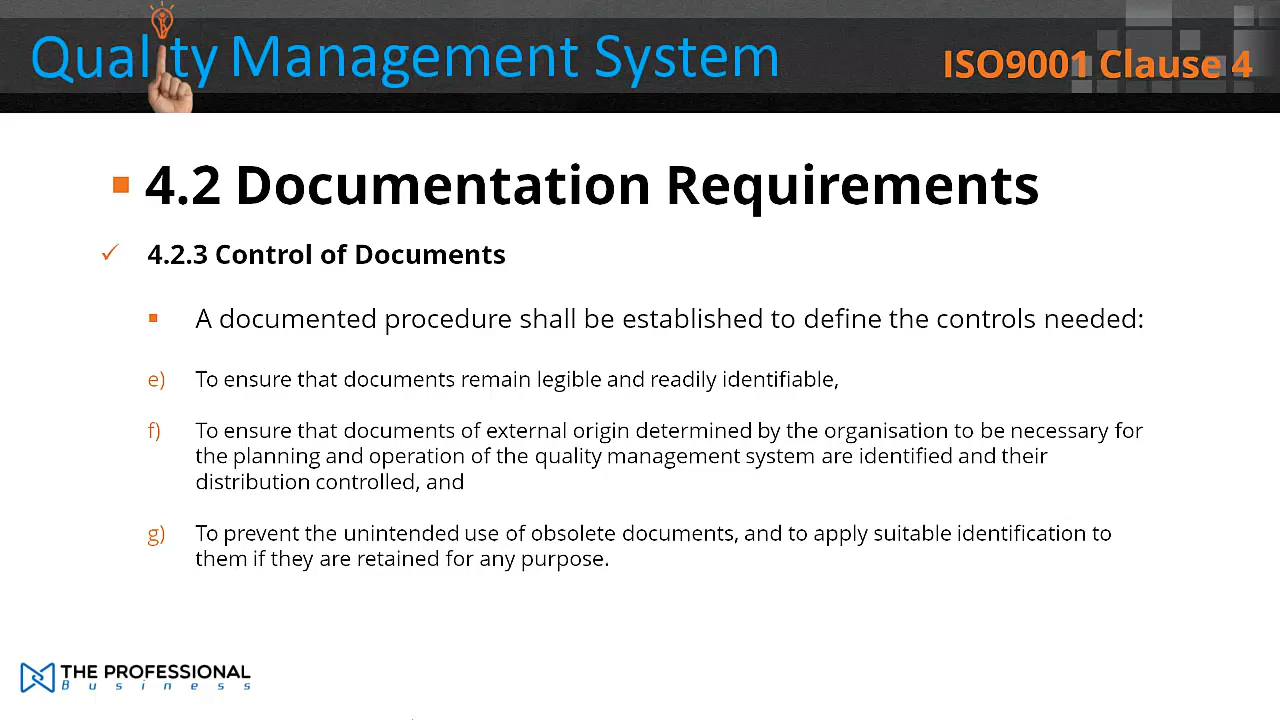 Quality Management System
ISO9001 Clause 4
4.2 Documentation Requirements
4.2.3 Control of Documents
A documented procedure shall be established to define the controls needed:
e) To ensure that documents remain legible and readily identifiable,
f) To ensure that documents of external origin determined by the organisation to be necessary for
the planning and operation of the quality management system are identified and their
distribution controlled, and
g) To prevent the unintended use of obsolete documents, and to apply suitable identification to
them if they are retained for any purpose.
THE PROFESSIONAL
Business